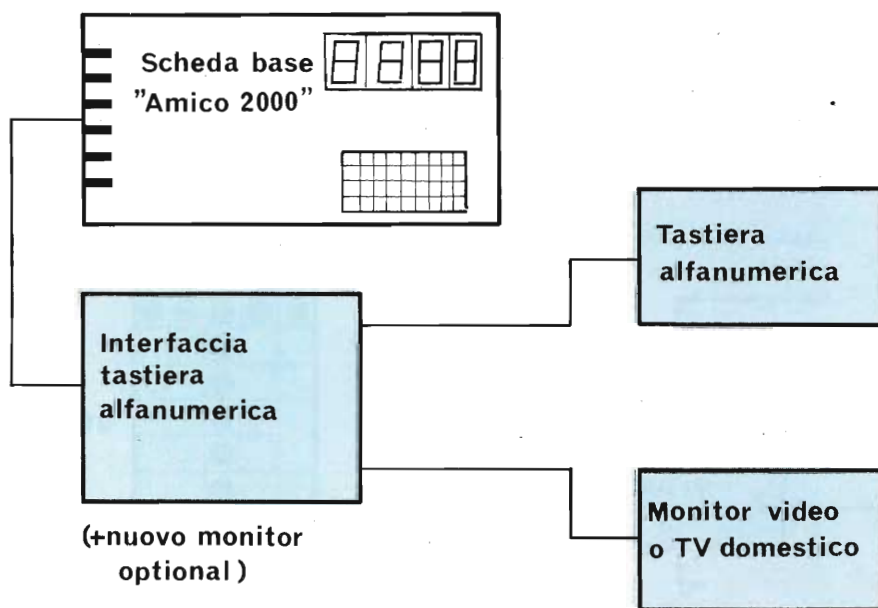 Scheda base
"Amico 2000"
Tastiera
alfanumerica
Interfaccia
tastiera
alfanumerica
(+nuovo monitor
optional)
Monitor video
o TV domestico